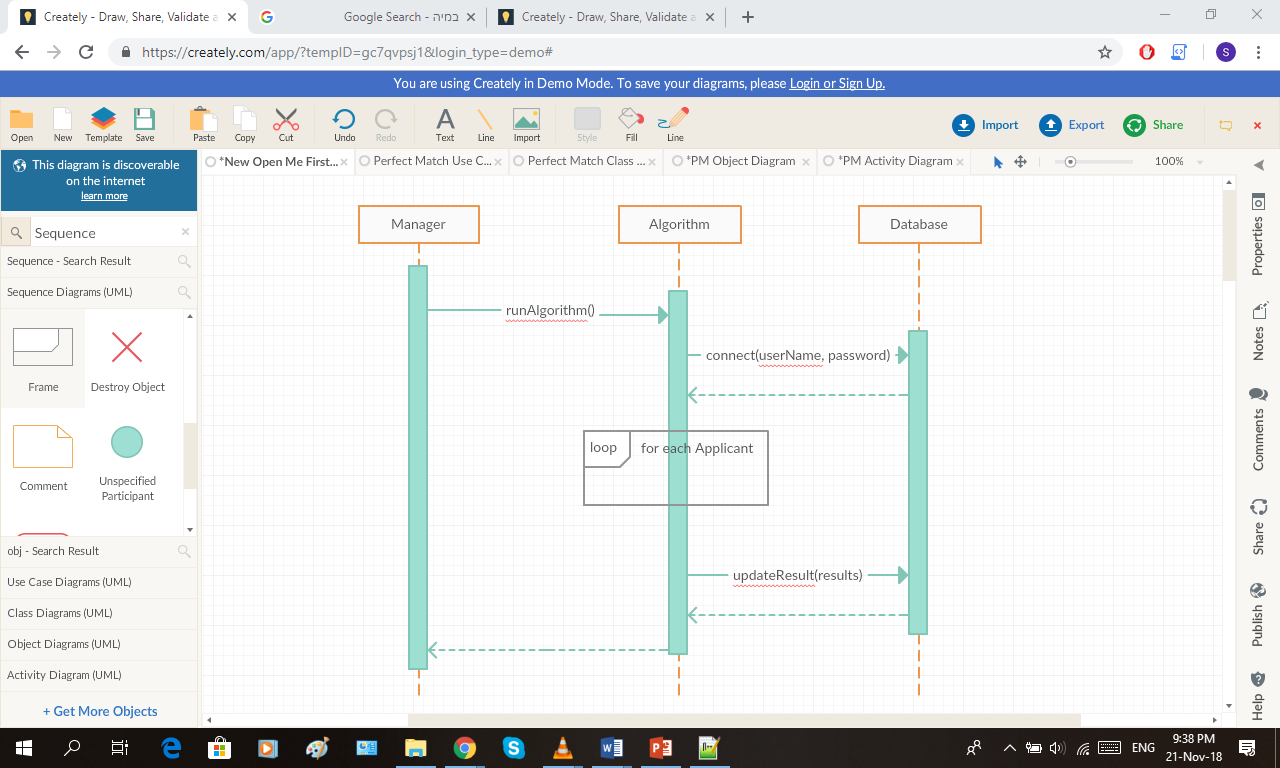 Creately - Draw, Share, Validate a
Google Search - במיה
Creately - Draw, Share, Validate a
https://creately.com/app/?tempID=gc7qvpsj1&login_type=demo#
S
You are using Creately in Demo Mode. To save your diagrams, please Login or Sign Up.
Open
New
Template
Save
Paste
Copy
Cut
Undo
Redo
Text
Line
Import
Style
Fill
Line
Import
Export
Share
This diagram is discoverable
on the internet
learn more
*New Open Me First...
Perfect Match Use C...
Perfect Match Class ...
*PM Object Diagram
*PM Activity Diagram
100%
Sequence
Sequence - Search Result
Sequence Diagrams (UML)
Frame
Destroy Object
Comment
Unspecified
Participant
obj - Search Result
Use Case Diagrams (UML)
Class Diagrams (UML)
Object Diagrams (UML)
Activity Diagram (UML)
+ Get More Objects
Manager
Algorithm
Database
runAlgorithm()
connect(userName, password)
loop
for each Applicant
updateResult(results)
Properties
Notes
Comments
Share
Publish
Help
ENG
9:38 PM
21-Nov-18